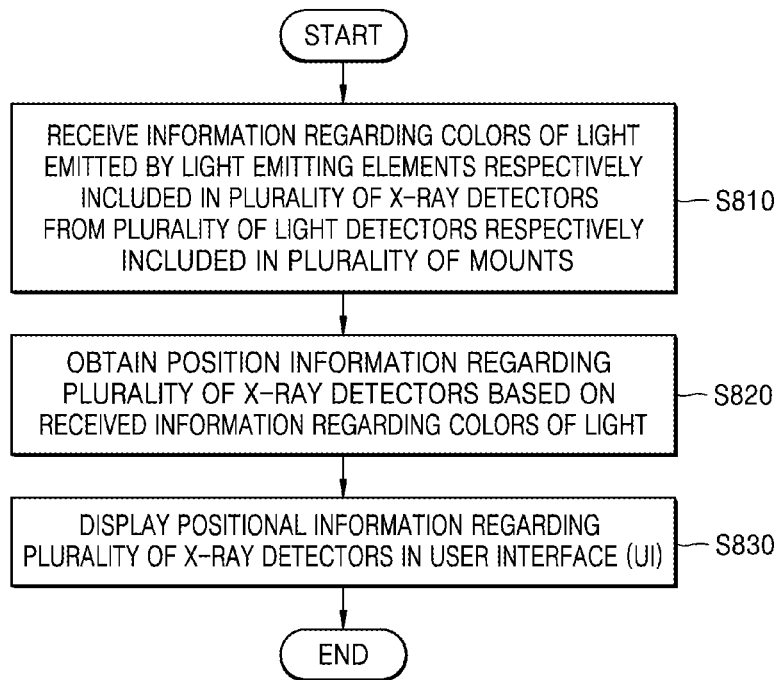 START
RECEIVE INFORMATION REGARDING COLORS OF LIGHT
EMITTED BY LIGHT EMITTING ELEMENTS RESPECTIVELY
INCLUDED IN PLURALITY OF X-RAY DETECTORS
FROM PLURALITY OF LIGHT DETECTORS RESPECTIVELY
INCLUDED IN PLURALITY OF MOUNTS
S810
OBTAIN POSITION INFORMATION REGARDING
PLURALITY OF X-RAY DETECTORS BASED ON
RECEIVED INFORMATION REGARDING COLORS OF LIGHT
S820
DISPLAY POSITIONAL INFORMATION REGARDING
PLURALITY OF X-RAY DETECTORS IN USER INTERFACE (UI)
S830
END